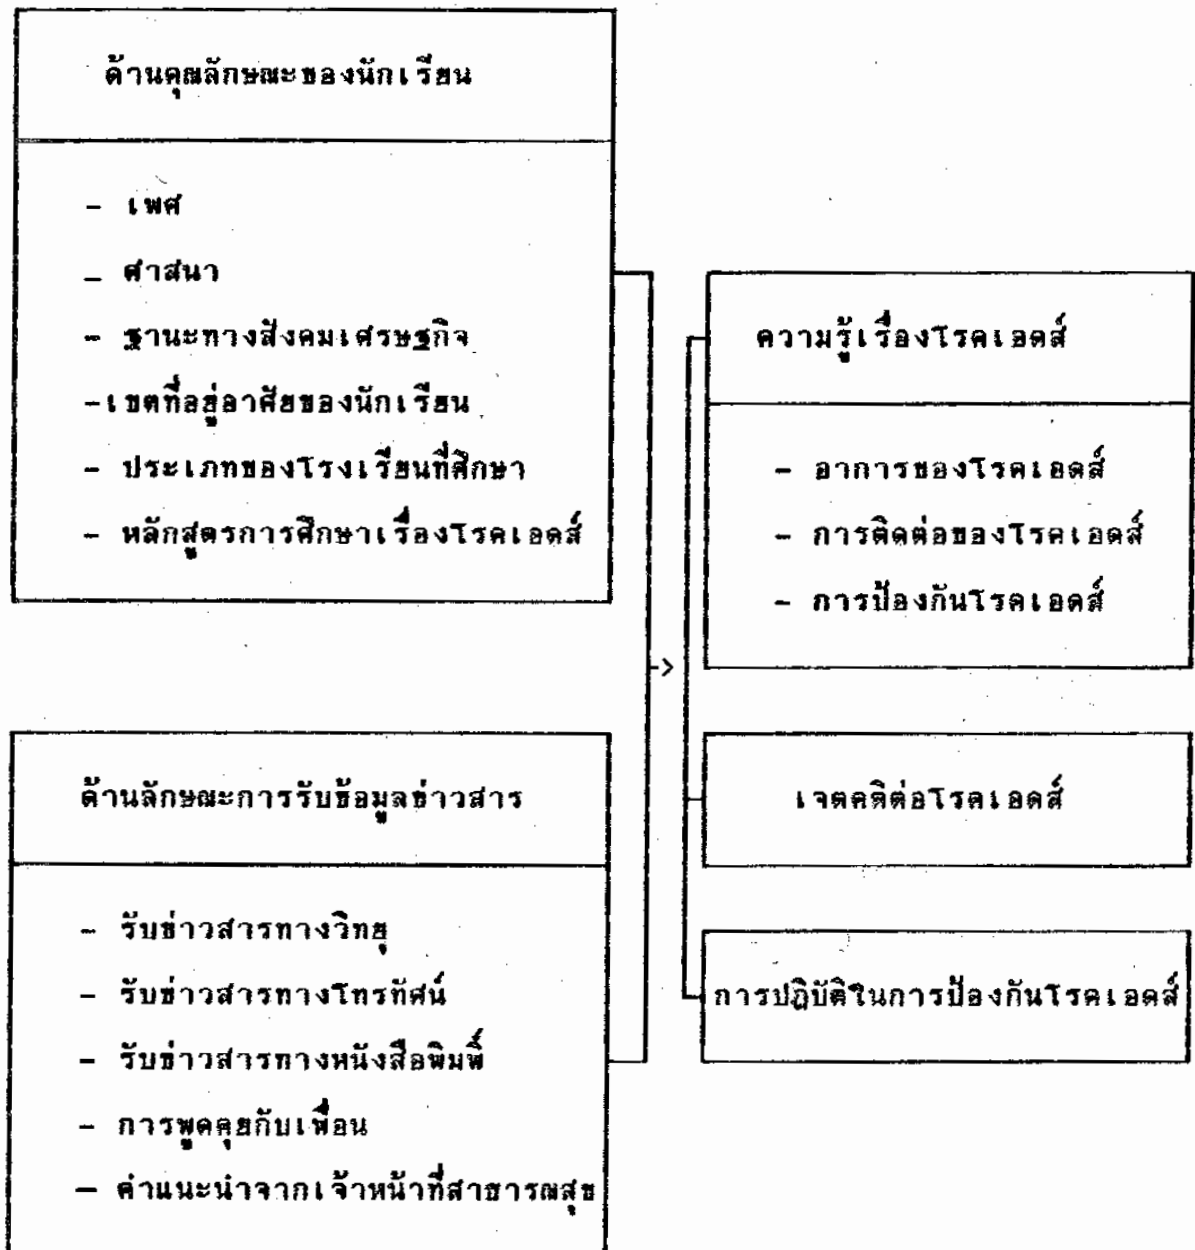 ด้านคุณลักษณะของนักเรียน
- เพศ
- ศาสนา
- ฐานะทางสังคมเศรษฐกิจ
- เขตที่อยู่อาศัยของนักเรียน
- ประเภทของโรงเรียนที่ศึกษา
- หลักสูตรการศึกษาเรื่องโรคเอดส์
ด้านลักษณะการรับข้อมูลข่าวสาร
- รับข่าวสารทางวิทยุ
- รับข่าวสารทางโทรทัศน์
- รับข่าวสารทางหนังสือพิมพ์
- การพูดคุยกับเพื่อน
- คำแนะนำจากเจ้าหน้าที่สาธารณสุข
ความรู้เรื่องโรคเอดส์
- อาการของโรคเอดส์
- การติดต่อของโรคเอดส์
- การป้องกันโรคเอดส์
เจตคติต่อโรคเอดส์
การปฏิบัติในการป้องกันโรคเอดส์